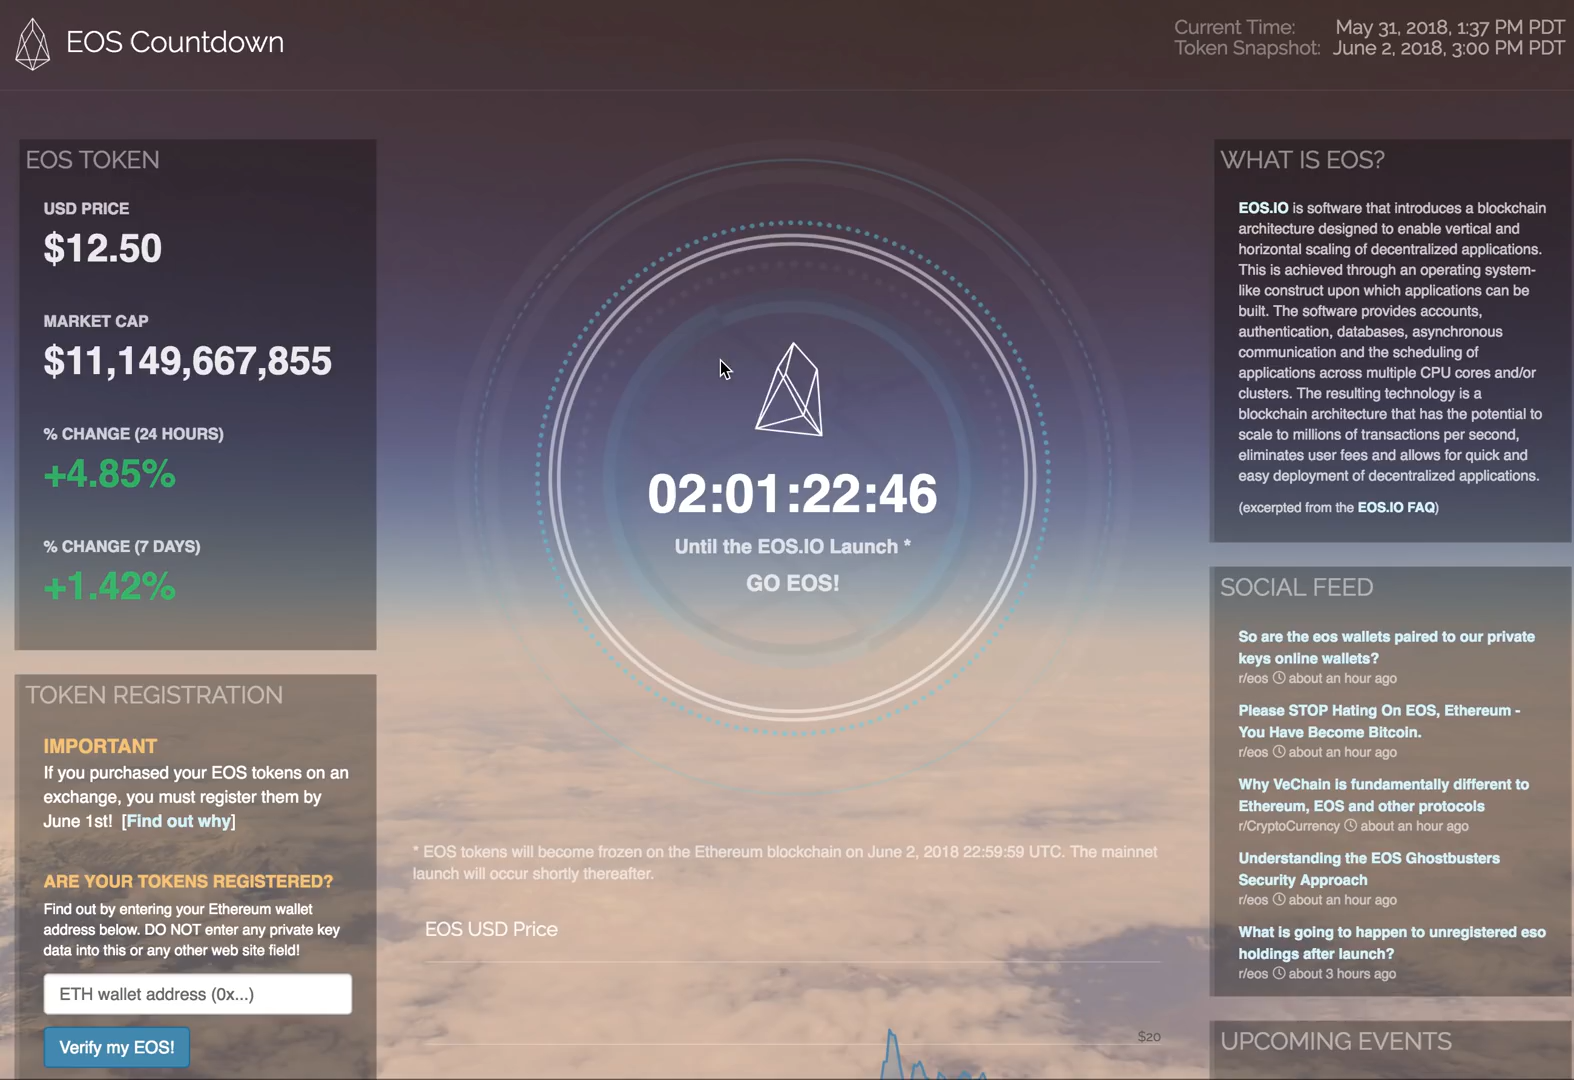 EOS Countdown
Current Time: May 31, 2018, 1:37 PM PDT
Token Snapshot: June 2, 2018, 3:00 PM PDT
EOS TOKEN
USD PRICE
$12.50
MARKET CAP
$11,149,667,855
% CHANGE (24 HOURS)
+4.85%
% CHANGE (7 DAYS)
+1.42%
TOKEN REGISTRATION
IMPORTANT
If you purchased your EOS tokens on an
exchange, you must register them by
June 1st! [Find out why]
ARE YOUR TOKENS REGISTERED?
Find out by entering your Ethereum wallet
address below. DO NOT enter any private key
data into this or any other web site field!
ETH wallet address (0x...)
Verify my EOS!
02:01:22:46
Until the EOS.IO Launch *
GO EOS!
* EOS tokens will become frozen on the Ethereum blockchain on June 2, 2018 22:59:59 UTC. The mainnet
launch will occur shortly thereafter.
EOS USD Price
$20
WHAT IS EOS?
EOS.IO is software that introduces a blockchain
architecture designed to enable vertical and
horizontal scaling of decentralized applications.
This is achieved through an operating system-
like construct upon which applications can be
built. The software provides accounts,
authentication, databases, asynchronous
communication and the scheduling of
applications across multiple CPU cores and/or
clusters. The resulting technology is a
blockchain architecture that has the potential to
scale to millions of transactions per second,
eliminates user fees and allows for quick and
easy deployment of decentralized applications.
(excerpted from the EOS.IO FAQ)
SOCIAL FEED
So are the eos wallets paired to our private
keys online wallets?
r/eos about an hour ago
Please STOP Hating On EOS, Ethereum -
You Have Become Bitcoin.
r/eos about an hour ago
Why VeChain is fundamentally different to
Ethereum, EOS and other protocols
r/CryptoCurrency about an hour ago
Understanding the EOS Ghostbusters
Security Approach
r/eos about an hour ago
What is going to happen to unregistered eso
holdings after launch?
r/eos about 3 hours ago
UPCOMING EVENTS